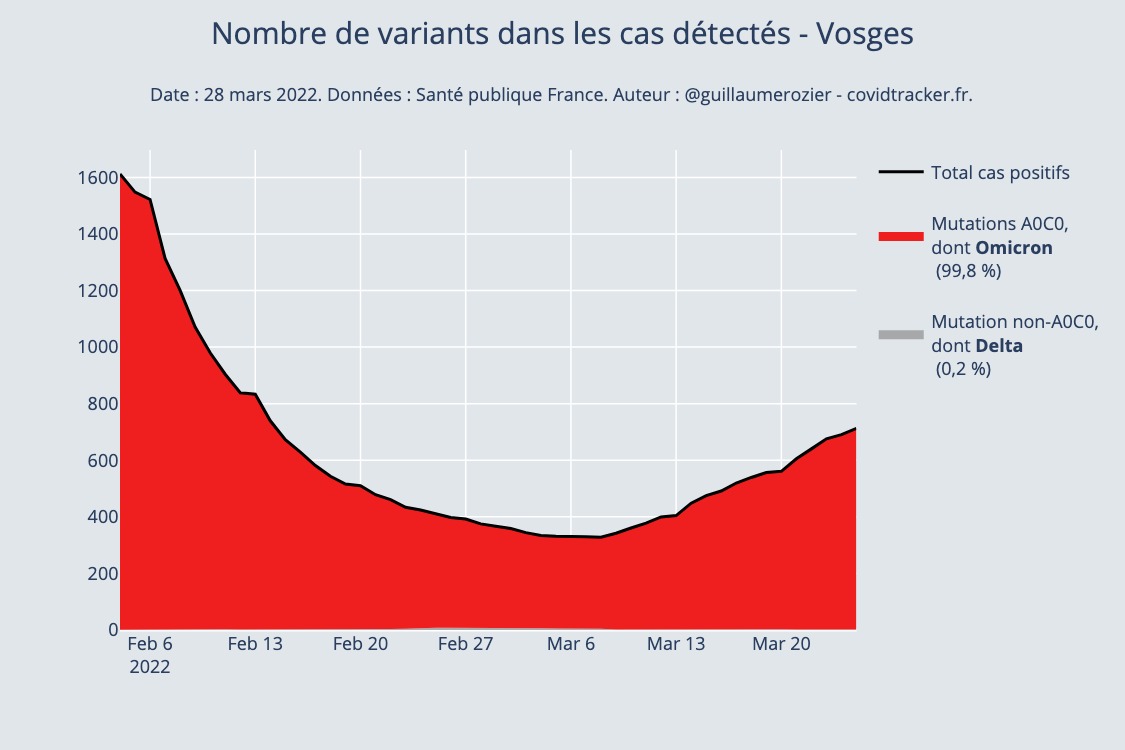 Nombre de variants dans les cas détectés - Vosges
Date : 28 mars 2022. Données : Santé publique France. Auteur : @guillaumerozier - covidtracker.fr.
1600
1400
1200
1000
800
600
400
200
0
Feb 6
2022
Feb 13
Feb 20
Feb 27
Mar 6
Mar 13
Mar 20
Total cas positifs
Mutations A0C0,
dont Omicron
(99,8 %)
Mutation non-A0C0,
dont Delta
(0,2 %)